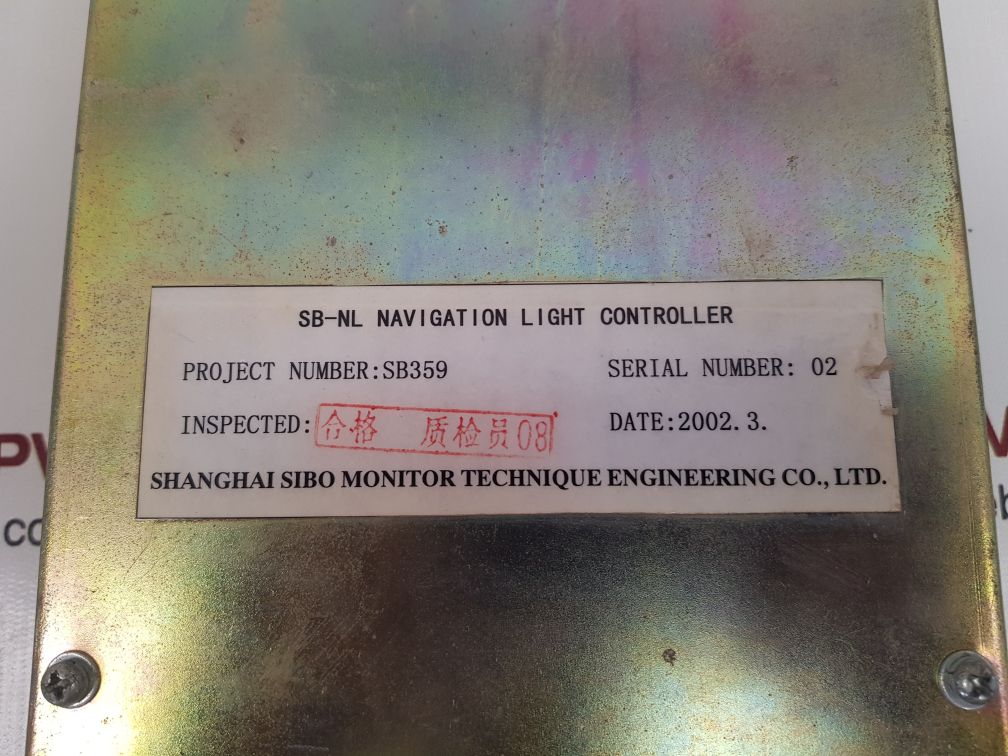 SB-NL NAVIGATION LIGHT CONTROLLER
PROJECT NUMBER:SB359 SERIAL NUMBER: 02
INSPECTED: 合格 质检员08 DATE:2002.3.
SHANGHAI SIBO MONITOR TECHNIQUE ENGINEERING CO., LTD.